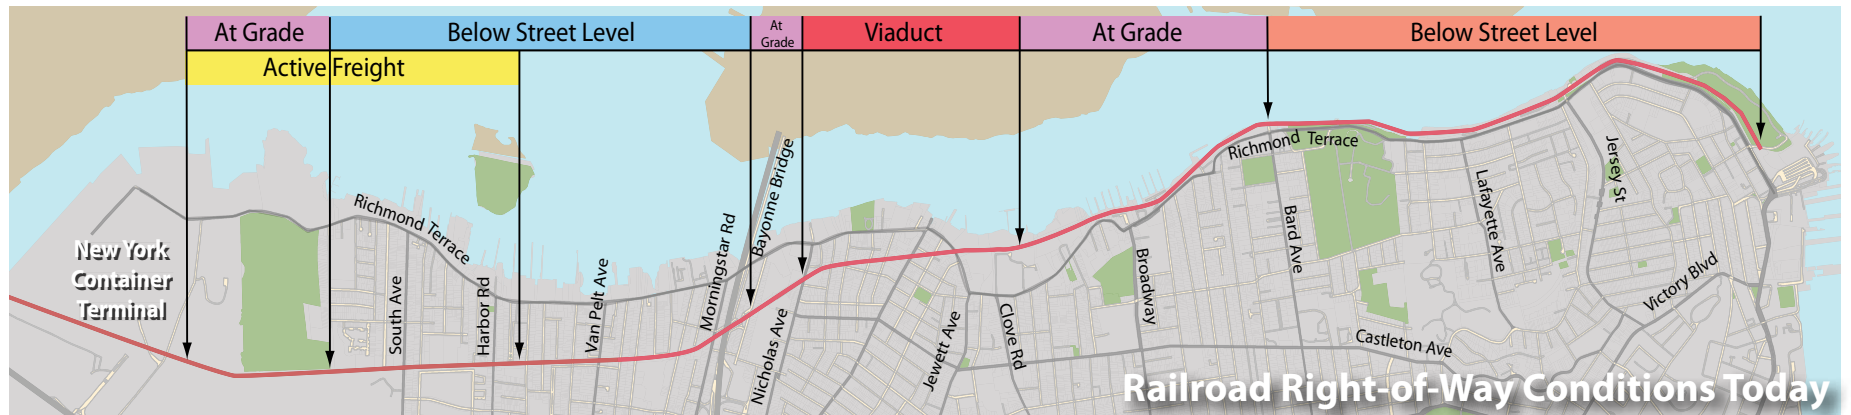 At Grade
Below Street Level
At
Grade
Viaduct
At Grade
Below Street Level
Active Freight
New York
Container
Terminal
Richmond Terrace
South Ave
Harbor Rd
Van Pelt Ave
Morningstar Rd
Bayonne Bridge
Nicholas Ave
Jewett Ave
Clove Rd
Broadway
Richmond Terrace
Bard Ave
Lafayette Ave
Jersey St
Victory Blvd
Castleton Ave
Railroad Right-of-Way Conditions Today